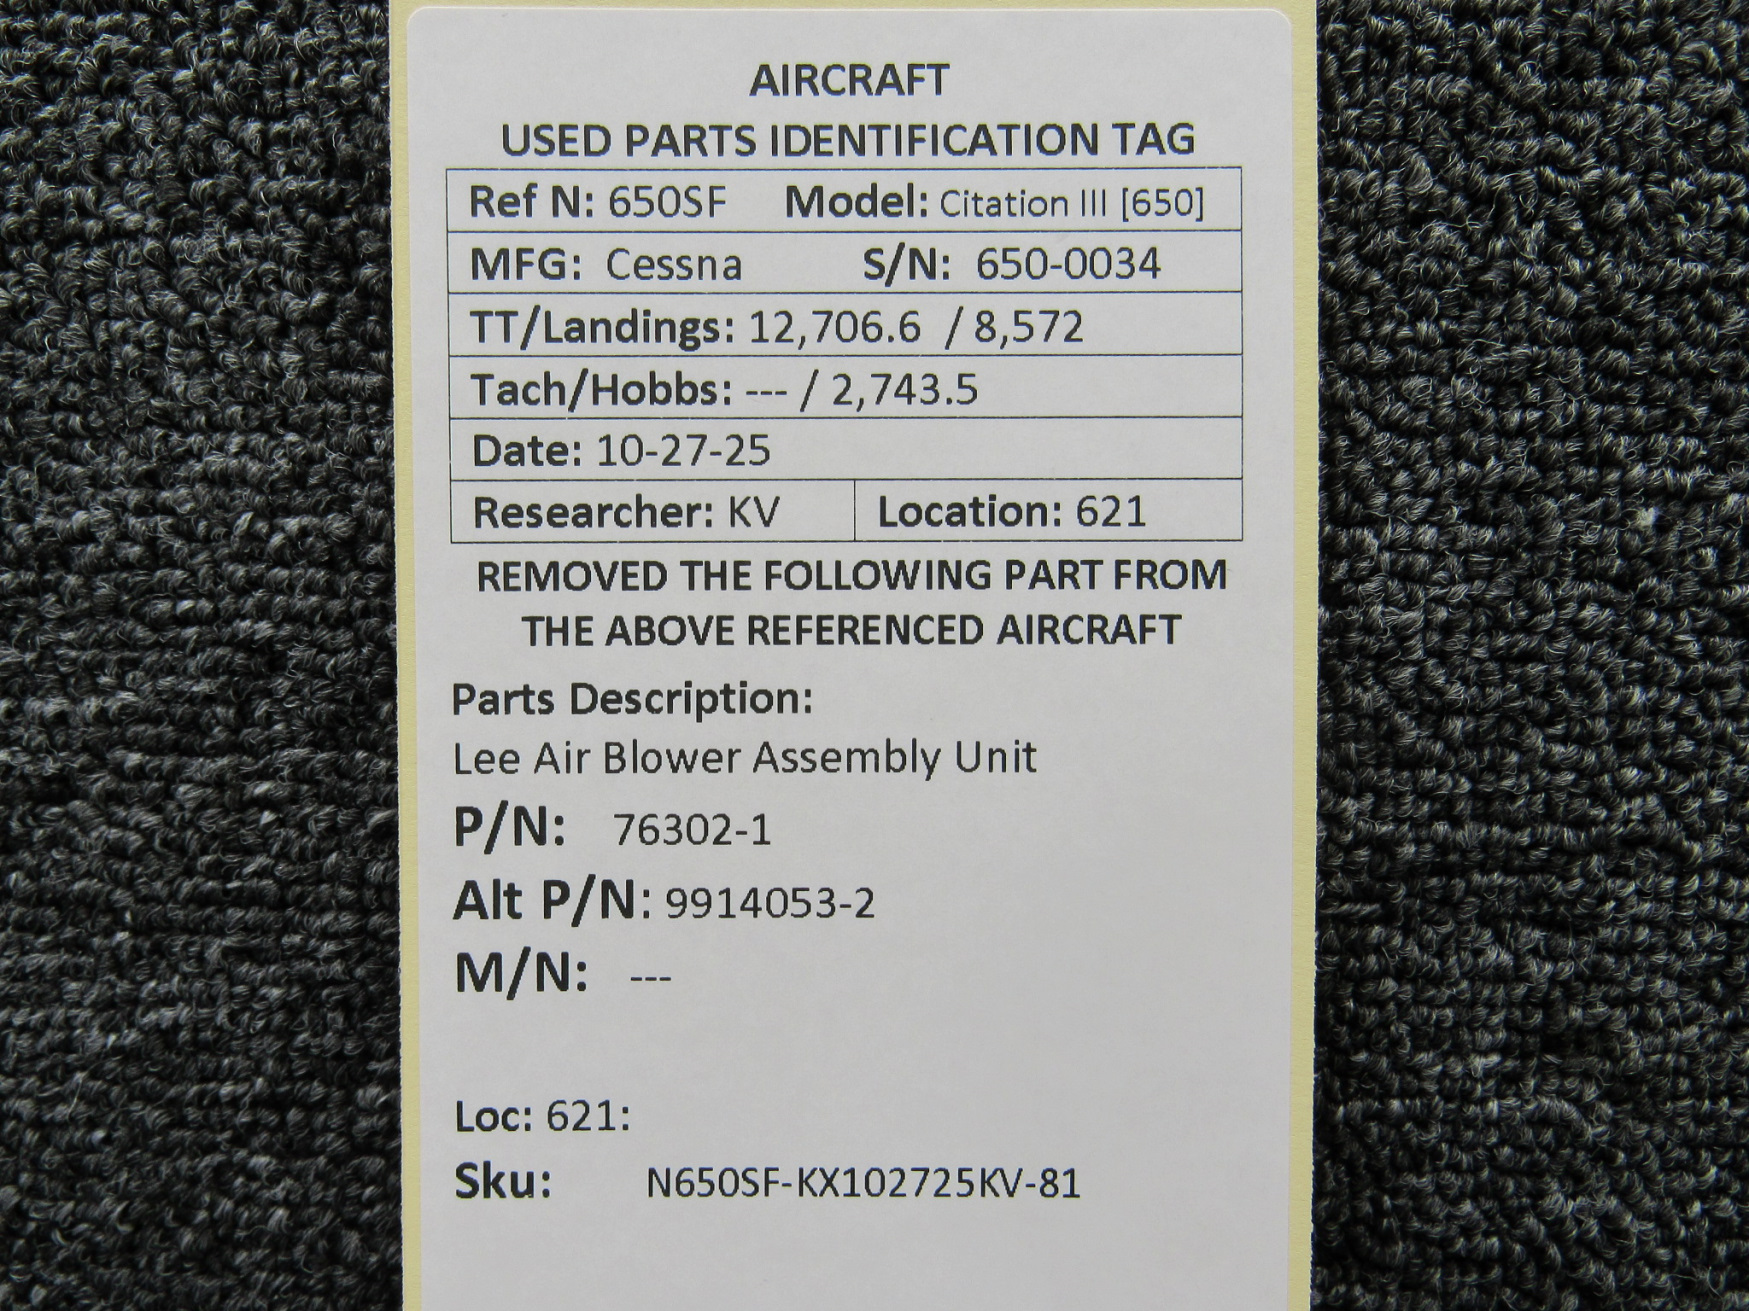 AIRCRAFT
USED PARTS IDENTIFICATION TAG
Ref N: 650SF Model: Citation III [650]
MFG: Cessna S/N: 650-0034
TT/Landings: 12,706.6 / 8,572
Tach/Hobbs: --- / 2,743.5
Date: 10-27-25
Researcher: KV Location: 621
REMOVED THE FOLLOWING PART FROM
THE ABOVE REFERENCED AIRCRAFT
Parts Description:
Lee Air Blower Assembly Unit
P/N: 76302-1
Alt P/N: 9914053-2
M/N: ---
Loc: 621:
Sku: N650SF-KX102725KV-81